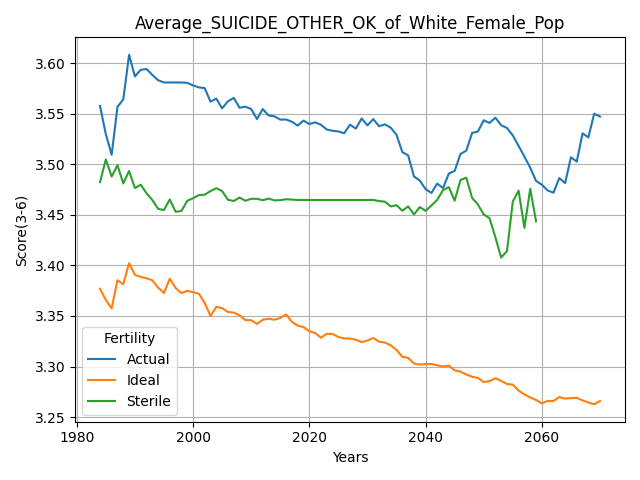 Average_SUICIDE_OTHER_OK_of_White_Female_Pop
3.60
3.55
3.50
3.45
3.40
3.35
3.30
3.25
Score(3-6)
Fertility
Actual
Ideal
Sterile
1980 2000 2020 2040 2060
Years